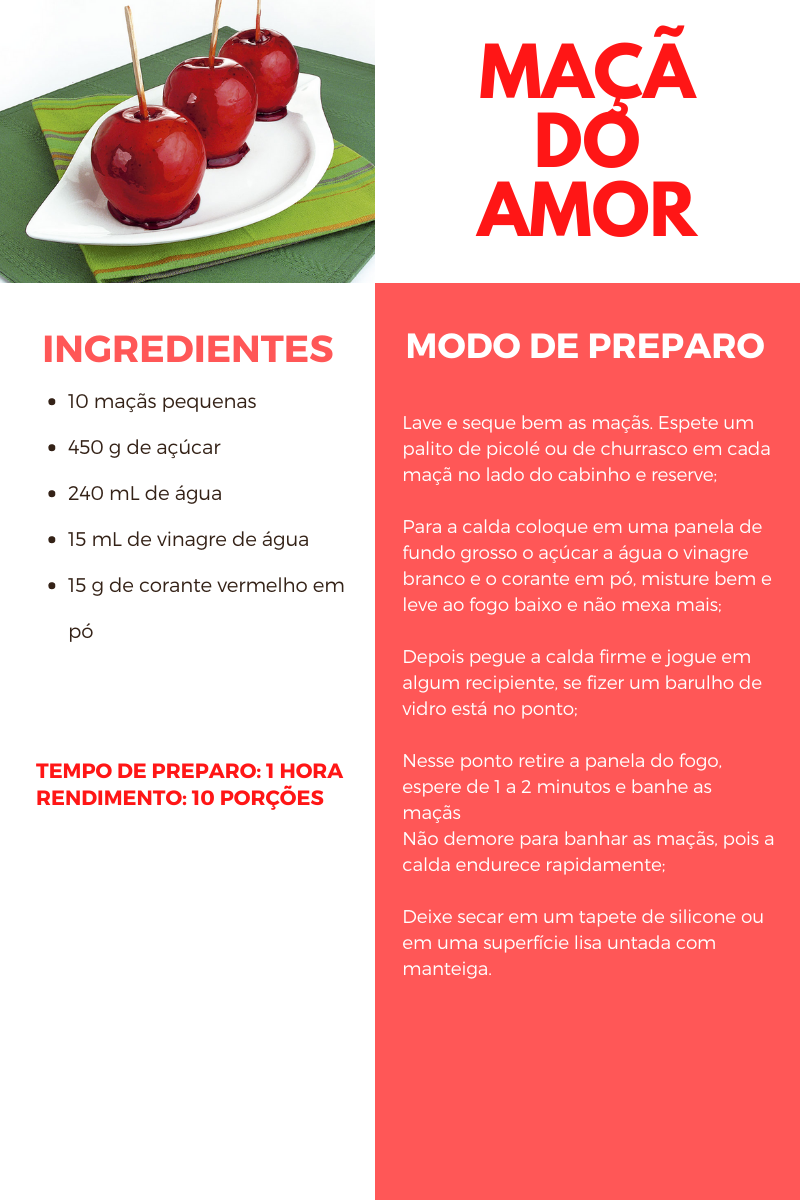 MAÇÃ
DO
AMOR
INGREDIENTES
• 10 maçãs pequenas
• 450 g de açúcar
• 240 mL de água
• 15 mL de vinagre de água
• 15 g de corante vermelho em
pó
TEMPO DE PREPARO: 1 HORA
RENDIMENTO: 10 PORÇÕES
MODO DE PREPARO
Lave e seque bem as maçãs. Espete um
palito de picolé ou de churrasco em cada
maçã no lado do cabinho e reserve;
Para a calda coloque em uma panela de
fundo grosso o açúcar a água o vinagre
branco e o corante em pó, misture bem e
leve ao fogo baixo e não mexa mais;
Depois pegue a calda firme e jogue em
algum recipiente, se fizer um barulho de
vidro está no ponto;
Nesse ponto retire a panela do fogo,
espere de 1 a 2 minutos e banhe as
maçãs
Não demore para banhar as maçãs, pois a
calda endurece rapidamente;
Deixe secar em um tapete de silicone ou
em uma superfície lisa untada com
manteiga.